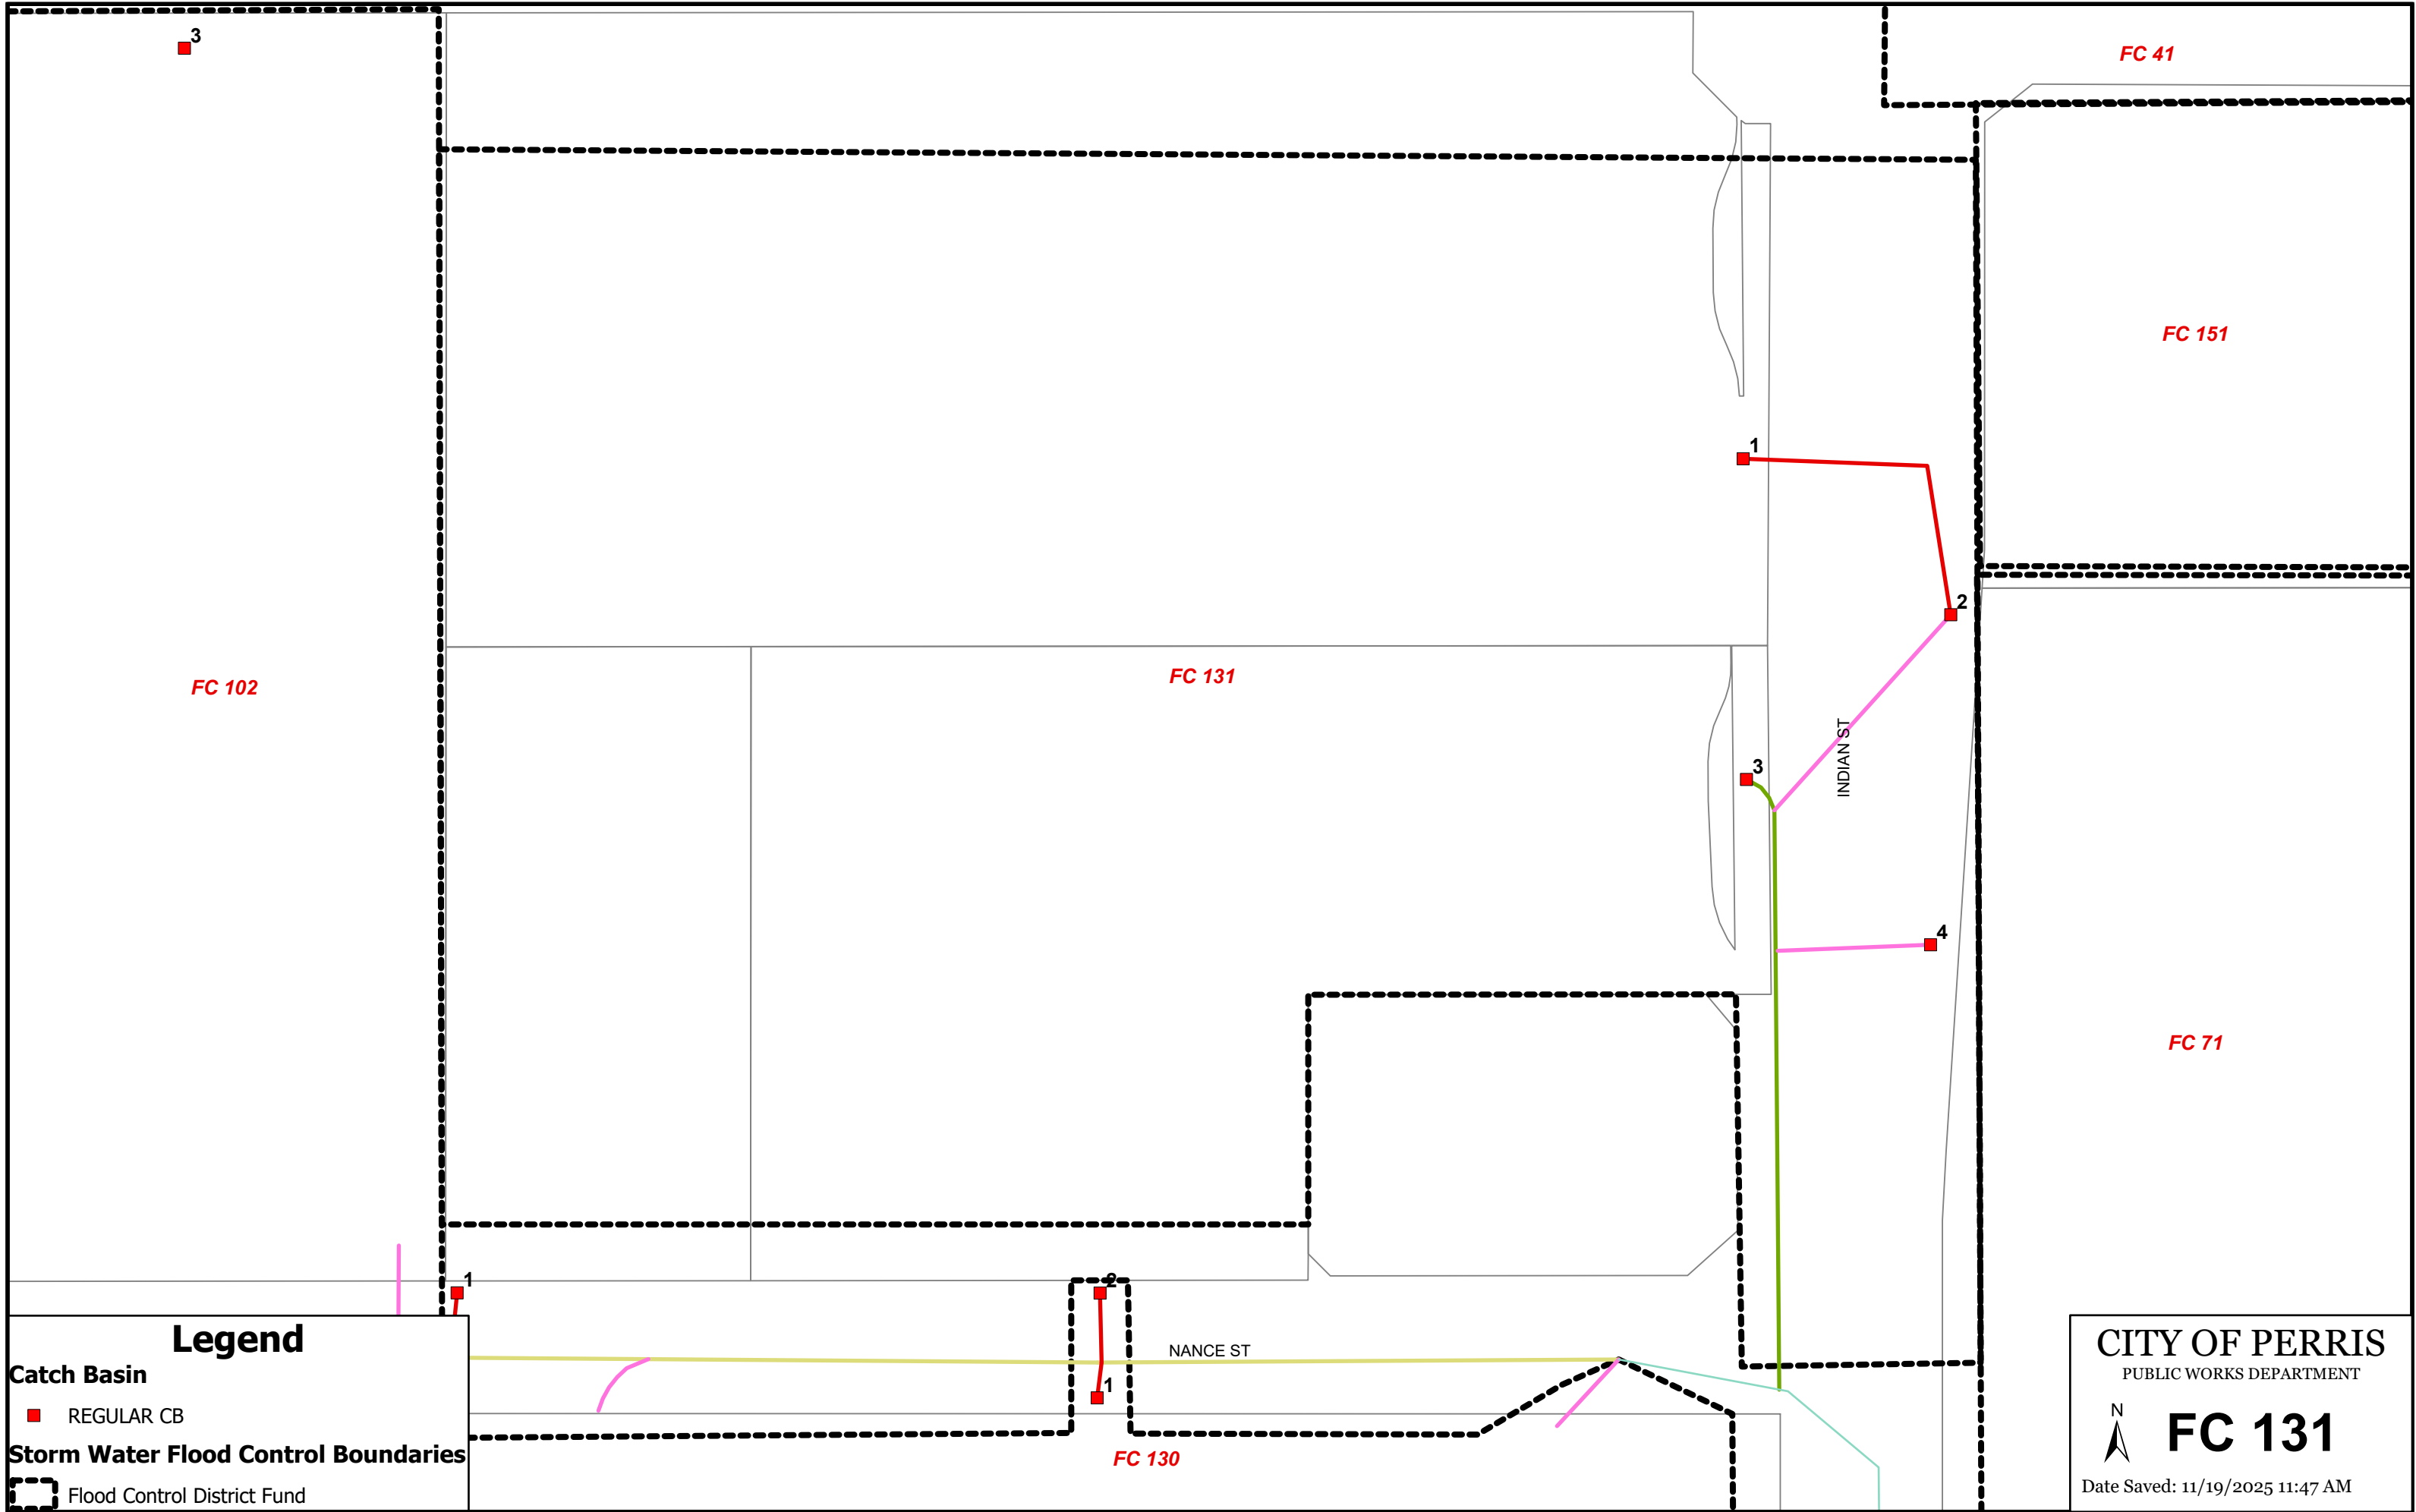 3
FC 41
FC 151
1
2
FC 131
FC 102
INDIAN ST
3
4
FC 71
1
2
NANCE ST
1
FC 130
Legend
Catch Basin
REGULAR CB
Storm Water Flood Control Boundaries
Flood Control District Fund
CITY OF PERRIS
PUBLIC WORKS DEPARTMENT
N
FC 131
Date Saved: 11/19/2025 11:47 AM